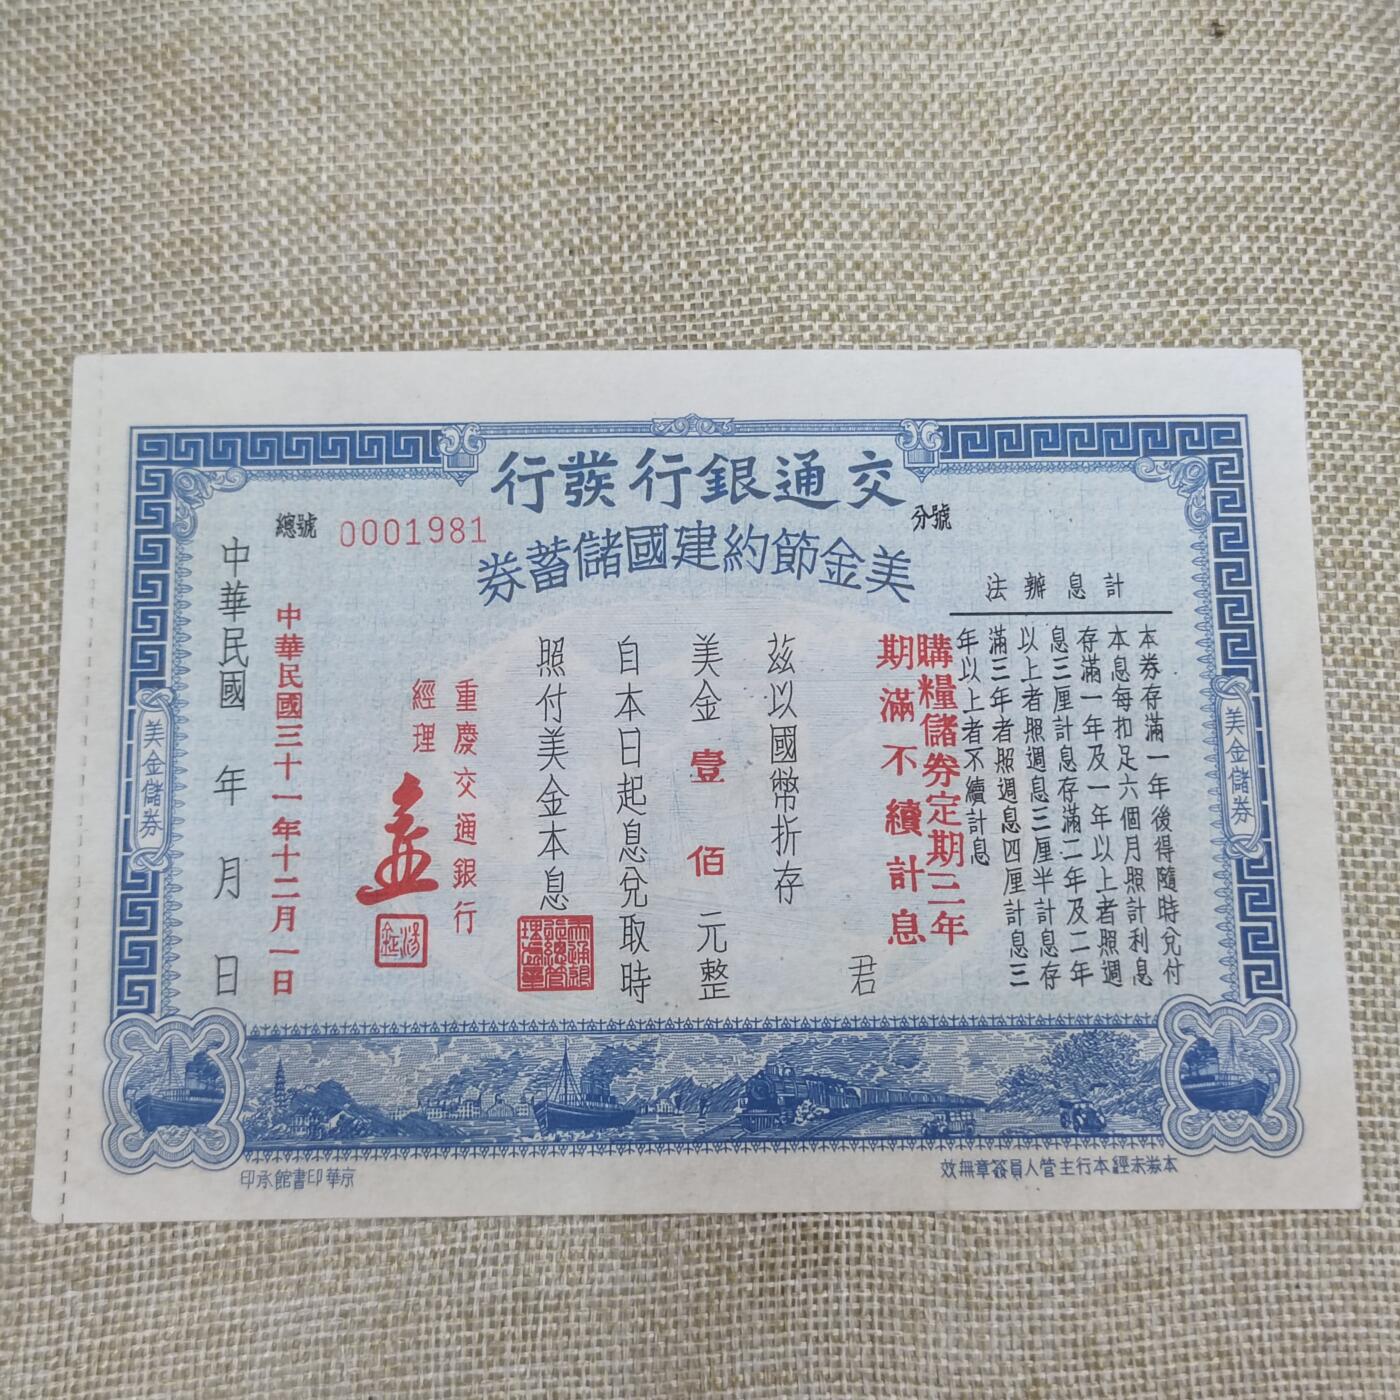 交通銀行發行
美金節約建國儲蓄券
總號 0001981
分號
計息辦法
本券存滿一年後得隨時兌付
本息每扣足六個月照計利息
存滿一年及一年以上者照週
息三厘計息存滿二年及二年
以上者照週息三厘半計息存
滿三年者照週息四厘計息三
年以上者不續計息
購糧儲券定期三年
期滿不續計息
君
茲以國幣折存
美金壹佰元整
自本日起息兌取時
照付美金本息
重慶交通銀行
經理
中華民國三十一年十二月一日
中華民國 年 月 日
美金儲券
美金儲券
本券未經本行主管人員簽章無效
京華印書館承印